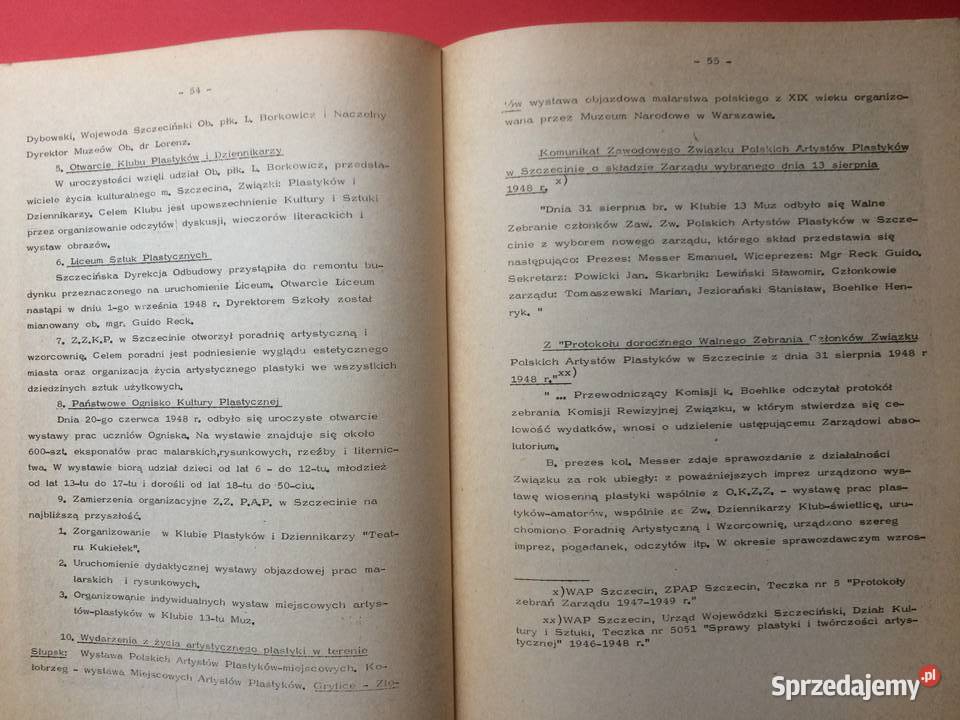 - 54 -
Dybowski, Wojewoda Szczeciński Ob. płk. L. Borkowicz i Naczelny
Dyrektor Muzeów Ob. dr Lorenz.
5. Otwarcie Klubu Plastyków i Dziennikarzy
W uroczystości wzięli udział Ob. płk. L. Borkowicz, przedsta-
wiciele życia kulturalnego m. Szczecina, Związki: Plastyków i
Dziennikarzy. Celem Klubu jest upowszechnienie Kultury i Sztuki
przez organizowanie odczytów, dyskusji, wieczorów literackich i
wystaw obrazów.
6. Liceum Sztuk Plastycznych
Szczecińska Dyrekcja Odbudowy przystąpiła do remontu bu-
dynku przeznaczonego na uruchomienie Liceum. Otwarcie Liceum
nastąpi w dniu 1-go września 1948 r. Dyrektorem Szkoły został
mianowany ob. mgr. Guido Reck.
7. Z.Z.K.P. w Szczecinie otworzył poradnię artystyczną i
wzorcownię. Celem poradni jest podniesienie wyglądu estetycznego
miasta oraz organizacja życia artystycznego plastyki we wszystkich
dziedzinych sztuk użytkowych.
8. Państwowe Ognisko Kultury Plastycznej
Dnia 20-go czerwca 1948 r. odbyło się uroczyste otwarcie
wystawy prac uczniów Ogniska. Na wystawie znajduje się około
600-szt. eksponałów prac malarskich, rysunkowych, rzeźby i liternic-
twa. W wystawie biorą udział dzieci od lat 6 - do 12-tu, młodzież
od lat 13-tu do 17-tu i dorośli od lat 18-tu do 50-ciu.
9. Zamierzenia organizacyjne Z.Z. P.A.P. w Szczecinie na
najbliższą przyszłość.
1. Zorganizowanie w Klubie Plastyków i Dziennikarzy "Teat-
ru Kukiełek".
2. Uruchomienie dydaktycznej wystawy objazdowej prac ma-
larskich i rysunkowych.
3. Organizowanie indywidualnych wystaw miejscowych artys-
tów-plastyków w Klubie 13-tu Muz.
10. Wydarzenia z życia artystycznego plastyki w terenie
Słupsk: Wystawa Polskich Artystów Plastyków-miejscowych. Ko-
łobrzeg - wystawa Miejscowych Artystów Plastyków. Gryfice - Zło-
- 55 -
tów wystawa objazdowa malarstwa polskiego z XIX wieku organizo-
wana przez Muzeum Narodowe w Warszawie.
Komunikat Zawodowego Związku Polskich Artystów Plastyków
w Szczecinie o składzie Zarządu wybranego dnia 13 sierpnia
1948 r. x)
"Dnia 31 sierpnia br. w Klubie 13 Muz odbyło się Walne
Zebranie członków Zaw. Zw. Polskich Artystów Plastyków w Szcze-
cinie z wyborem nowego zarządu, którego skład przedstawia się
następująco: Prezes: Messer Emanuel, Wiceprezes: Mgr Reck Guido,
Sekretarz: Powicki Jan, Skarbnik: Lewiński Sławomir, Członkowie
zarządu: Tomaszewski Marian, Jeziorański Stanisław, Boehlke Hen-
ryk. "
Z "Protokołu dorocznego Walnego Zebrania Członków Związku
Polskich Artystów Plastyków w Szczecinie z dnia 31 sierpnia 1948 r
1948 r."xx)
" ... Przewodniczący Komisji k. Boehlke odczytał protokół
zebrania Komisji Rewizyjnej Związku, w którym stwierdza się ce-
lowość wydatków, wnosi o udzielenie ustępującemu Zarządowi abso-
lutorium.
B. prezes kol. Messer zdaje sprawozdanie z działalności
Związku za rok ubiegły: z poważniejszych imprez urządzono wys-
tawę wiosenną plastyki wspólnie z O.K.Z.Z. - wystawę prac plas-
tyków-amatorów, wspólnie ze Zw. Dziennikarzy Klub-świetlicę, uru-
chomiono Poradnię Artystyczną i Wzorcownię, urządzono szereg
imprez, pogadanek, odczytów itp. W okresie sprawozdawczym wzros-
x)WAP Szczecin, ZPAP Szczecin, Teczka nr 5 "Protokoły
zebrań Zarządu 1947-1949 r."
xx)WAP Szczecin, Urząd Wojewódzki Szczeciński, Dział Kul-
tury i Sztuki, Teczka nr 5051 "Sprawy plastyki i twórczości artys-
tycznej" 1946-1948 r."
Sprzedajemy.pl